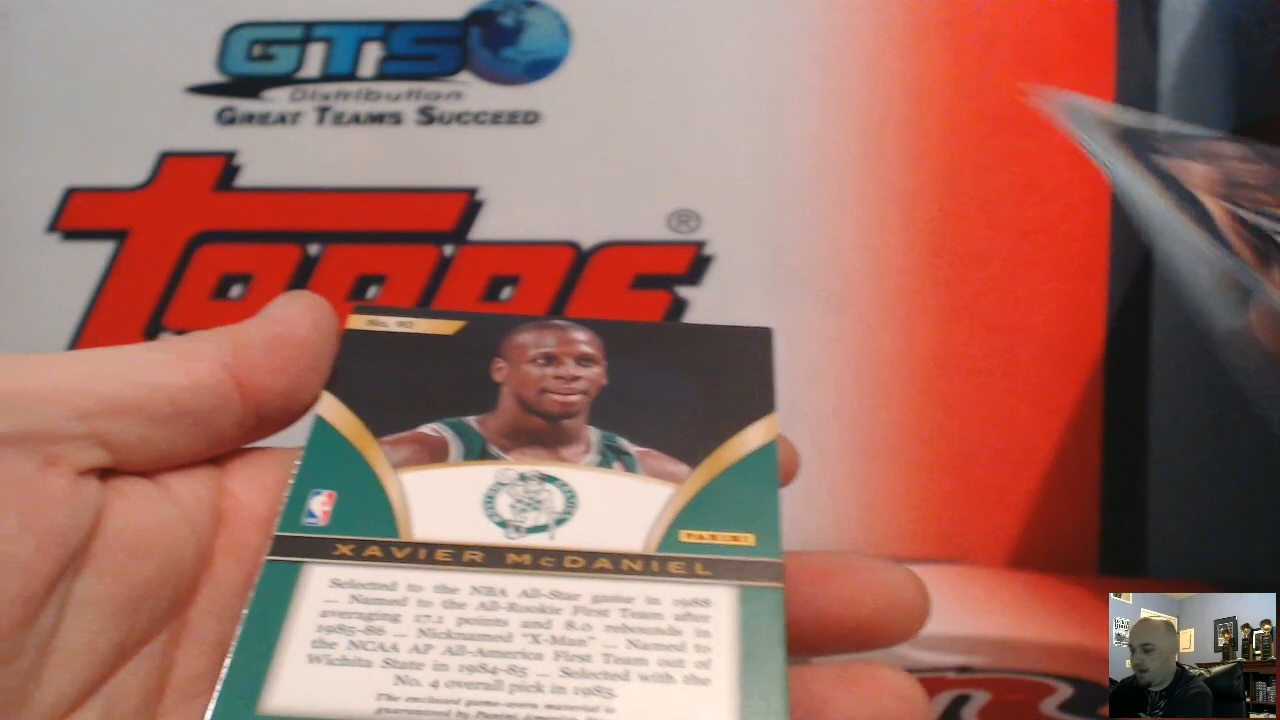 GTS
Distribution
GREAT TEAMS SUCCEED
TOPPS ®
No. 90
PANINI
XAVIER McDANIEL
Selected to the NBA All-Star game in 1988
... Named to the All-Rookie First Team after
averaging 17.1 points and 8.0 rebounds in
1985-86 ... Nicknamed "X-Man" ... Named to
the NCAA AP All-America First Team out of
Wichita State in 1984-85 ... Selected with the
No. 4 overall pick in 1985.
The enclosed game-worn material is
guaranteed by Panini America